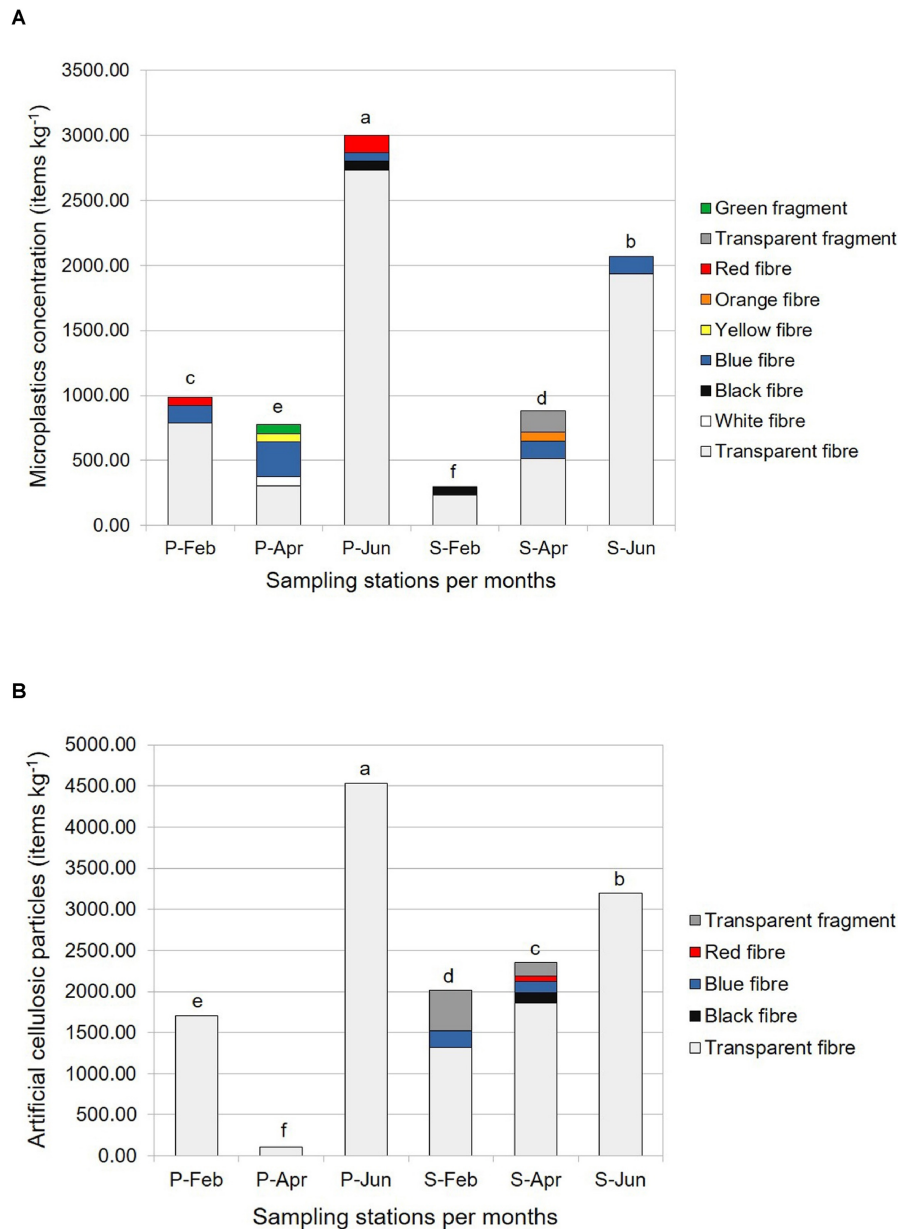 A
Microplastics concentration (items kg-1)
3500.00
3000.00
2500.00
2000.00
1500.00
1000.00
500.00
0.00
c
e
a
f
d
b
P-Feb P-Apr P-Jun S-Feb S-Apr S-Jun
Sampling stations per months
Green fragment
Transparent fragment
Red fibre
Orange fibre
Yellow fibre
Blue fibre
Black fibre
White fibre
Transparent fibre
B
Artificial cellulosic particles (items kg-1)
5000.00
4500.00
4000.00
3500.00
3000.00
2500.00
2000.00
1500.00
1000.00
500.00
0.00
e
f
a
d
c
b
P-Feb P-Apr P-Jun S-Feb S-Apr S-Jun
Sampling stations per months
Transparent fragment
Red fibre
Blue fibre
Black fibre
Transparent fibre